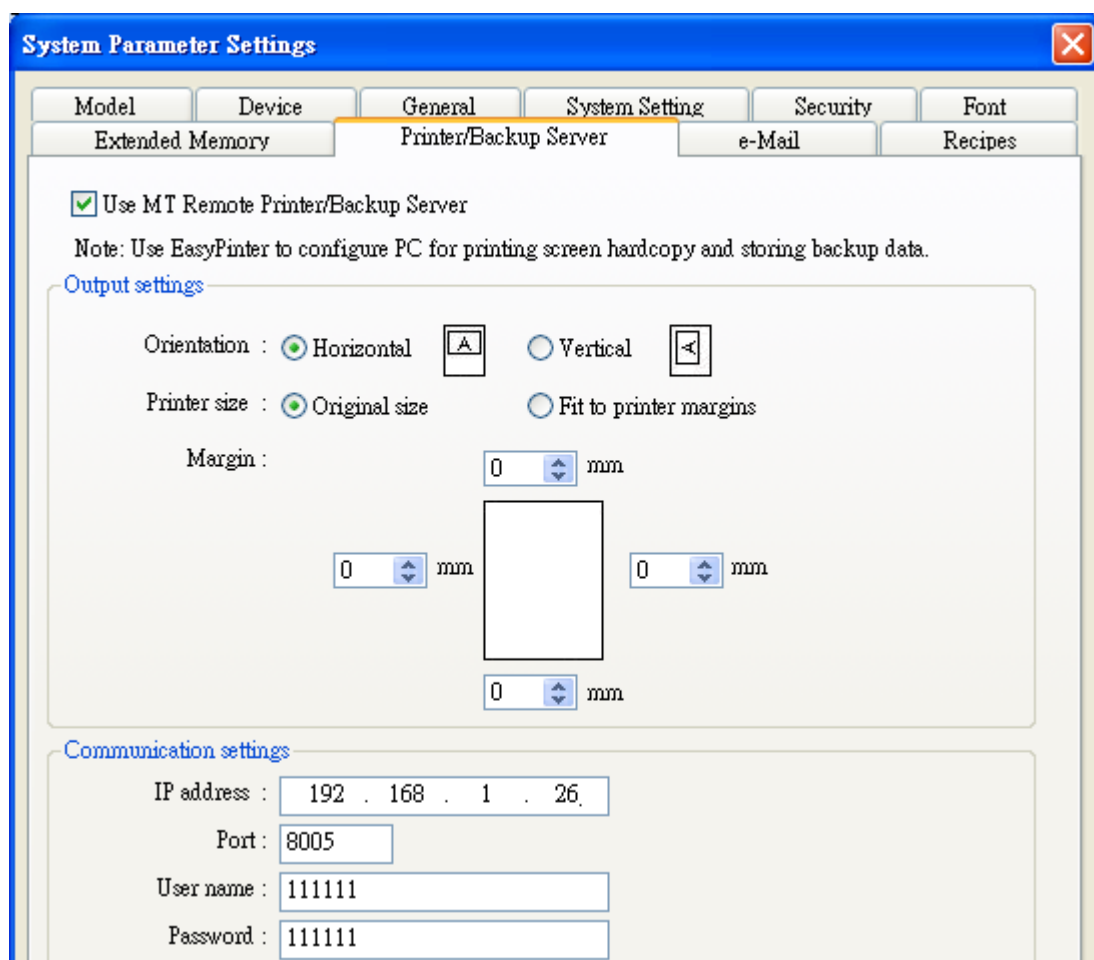 System Parameter Settings
Model Device General System Setting Security Font
Extended Memory Printer/Backup Server e-Mail Recipes
Use MT Remote Printer/Backup Server
Note: Use EasyPinter to configure PC for printing screen hardcopy and storing backup data.
Output settings
Orientation : Horizontal A Vertical A
Printer size : Original size Fit to printer margins
Margin :
0 mm
0 mm 0 mm
0 mm
Communication settings
IP address : 192 . 168 . 1 . 26
Port : 8005
User name : 111111
Password : 111111